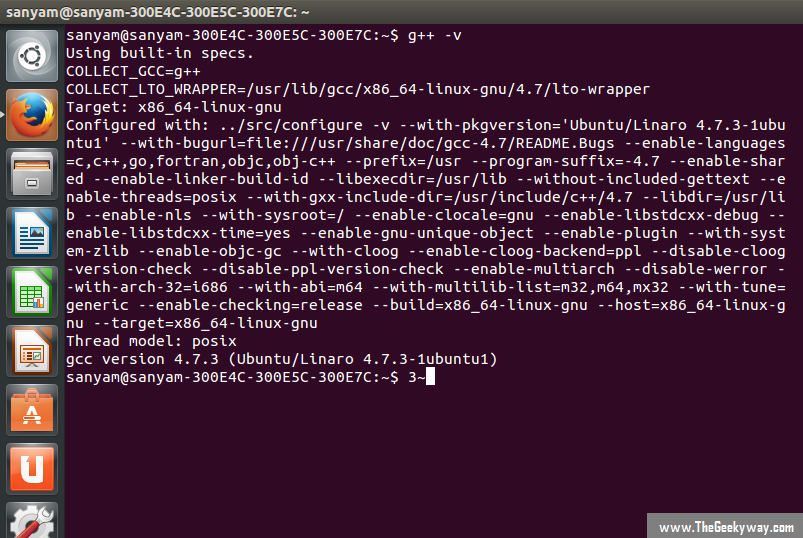 sanyam@sanyam-300E4C-300E5C-300E7C: ~
sanyam@sanyam-300E4C-300E5C-300E7C:~$ g++ -v
Using built-in specs.
COLLECT_GCC=g++
COLLECT_LTO_WRAPPER=/usr/lib/gcc/x86_64-linux-gnu/4.7/lto-wrapper
Target: x86_64-linux-gnu
Configured with: ../src/configure -v --with-pkgversion='Ubuntu/Linaro 4.7.3-1ubu
ntu1' --with-bugurl=file:///usr/share/doc/gcc-4.7/README.Bugs --enable-languages
=c,c++,go,fortran,objc,obj-c++ --prefix=/usr --program-suffix=-4.7 --enable-shar
ed --enable-linker-build-id --libexecdir=/usr/lib --without-included-gettext --e
nable-threads=posix --with-gxx-include-dir=/usr/include/c++/4.7 --libdir=/usr/li
b --enable-nls --with-sysroot=/ --enable-clocale=gnu --enable-libstdcxx-debug --
enable-libstdcxx-time=yes --enable-gnu-unique-object --enable-plugin --with-syst
em-zlib --enable-objc-gc --with-cloog --enable-cloog-backend=ppl --disable-cloog
-version-check --disable-ppl-version-check --enable-multiarch --disable-werror -
-with-arch-32=i686 --with-abi=m64 --with-multilib-list=m32,m64,mx32 --with-tune=
generic --enable-checking=release --build=x86_64-linux-gnu --host=x86_64-linux-g
nu --target=x86_64-linux-gnu
Thread model: posix
gcc version 4.7.3 (Ubuntu/Linaro 4.7.3-1ubuntu1)
sanyam@sanyam-300E4C-300E5C-300E7C:~$ 3~
www.TheGeekyway.com